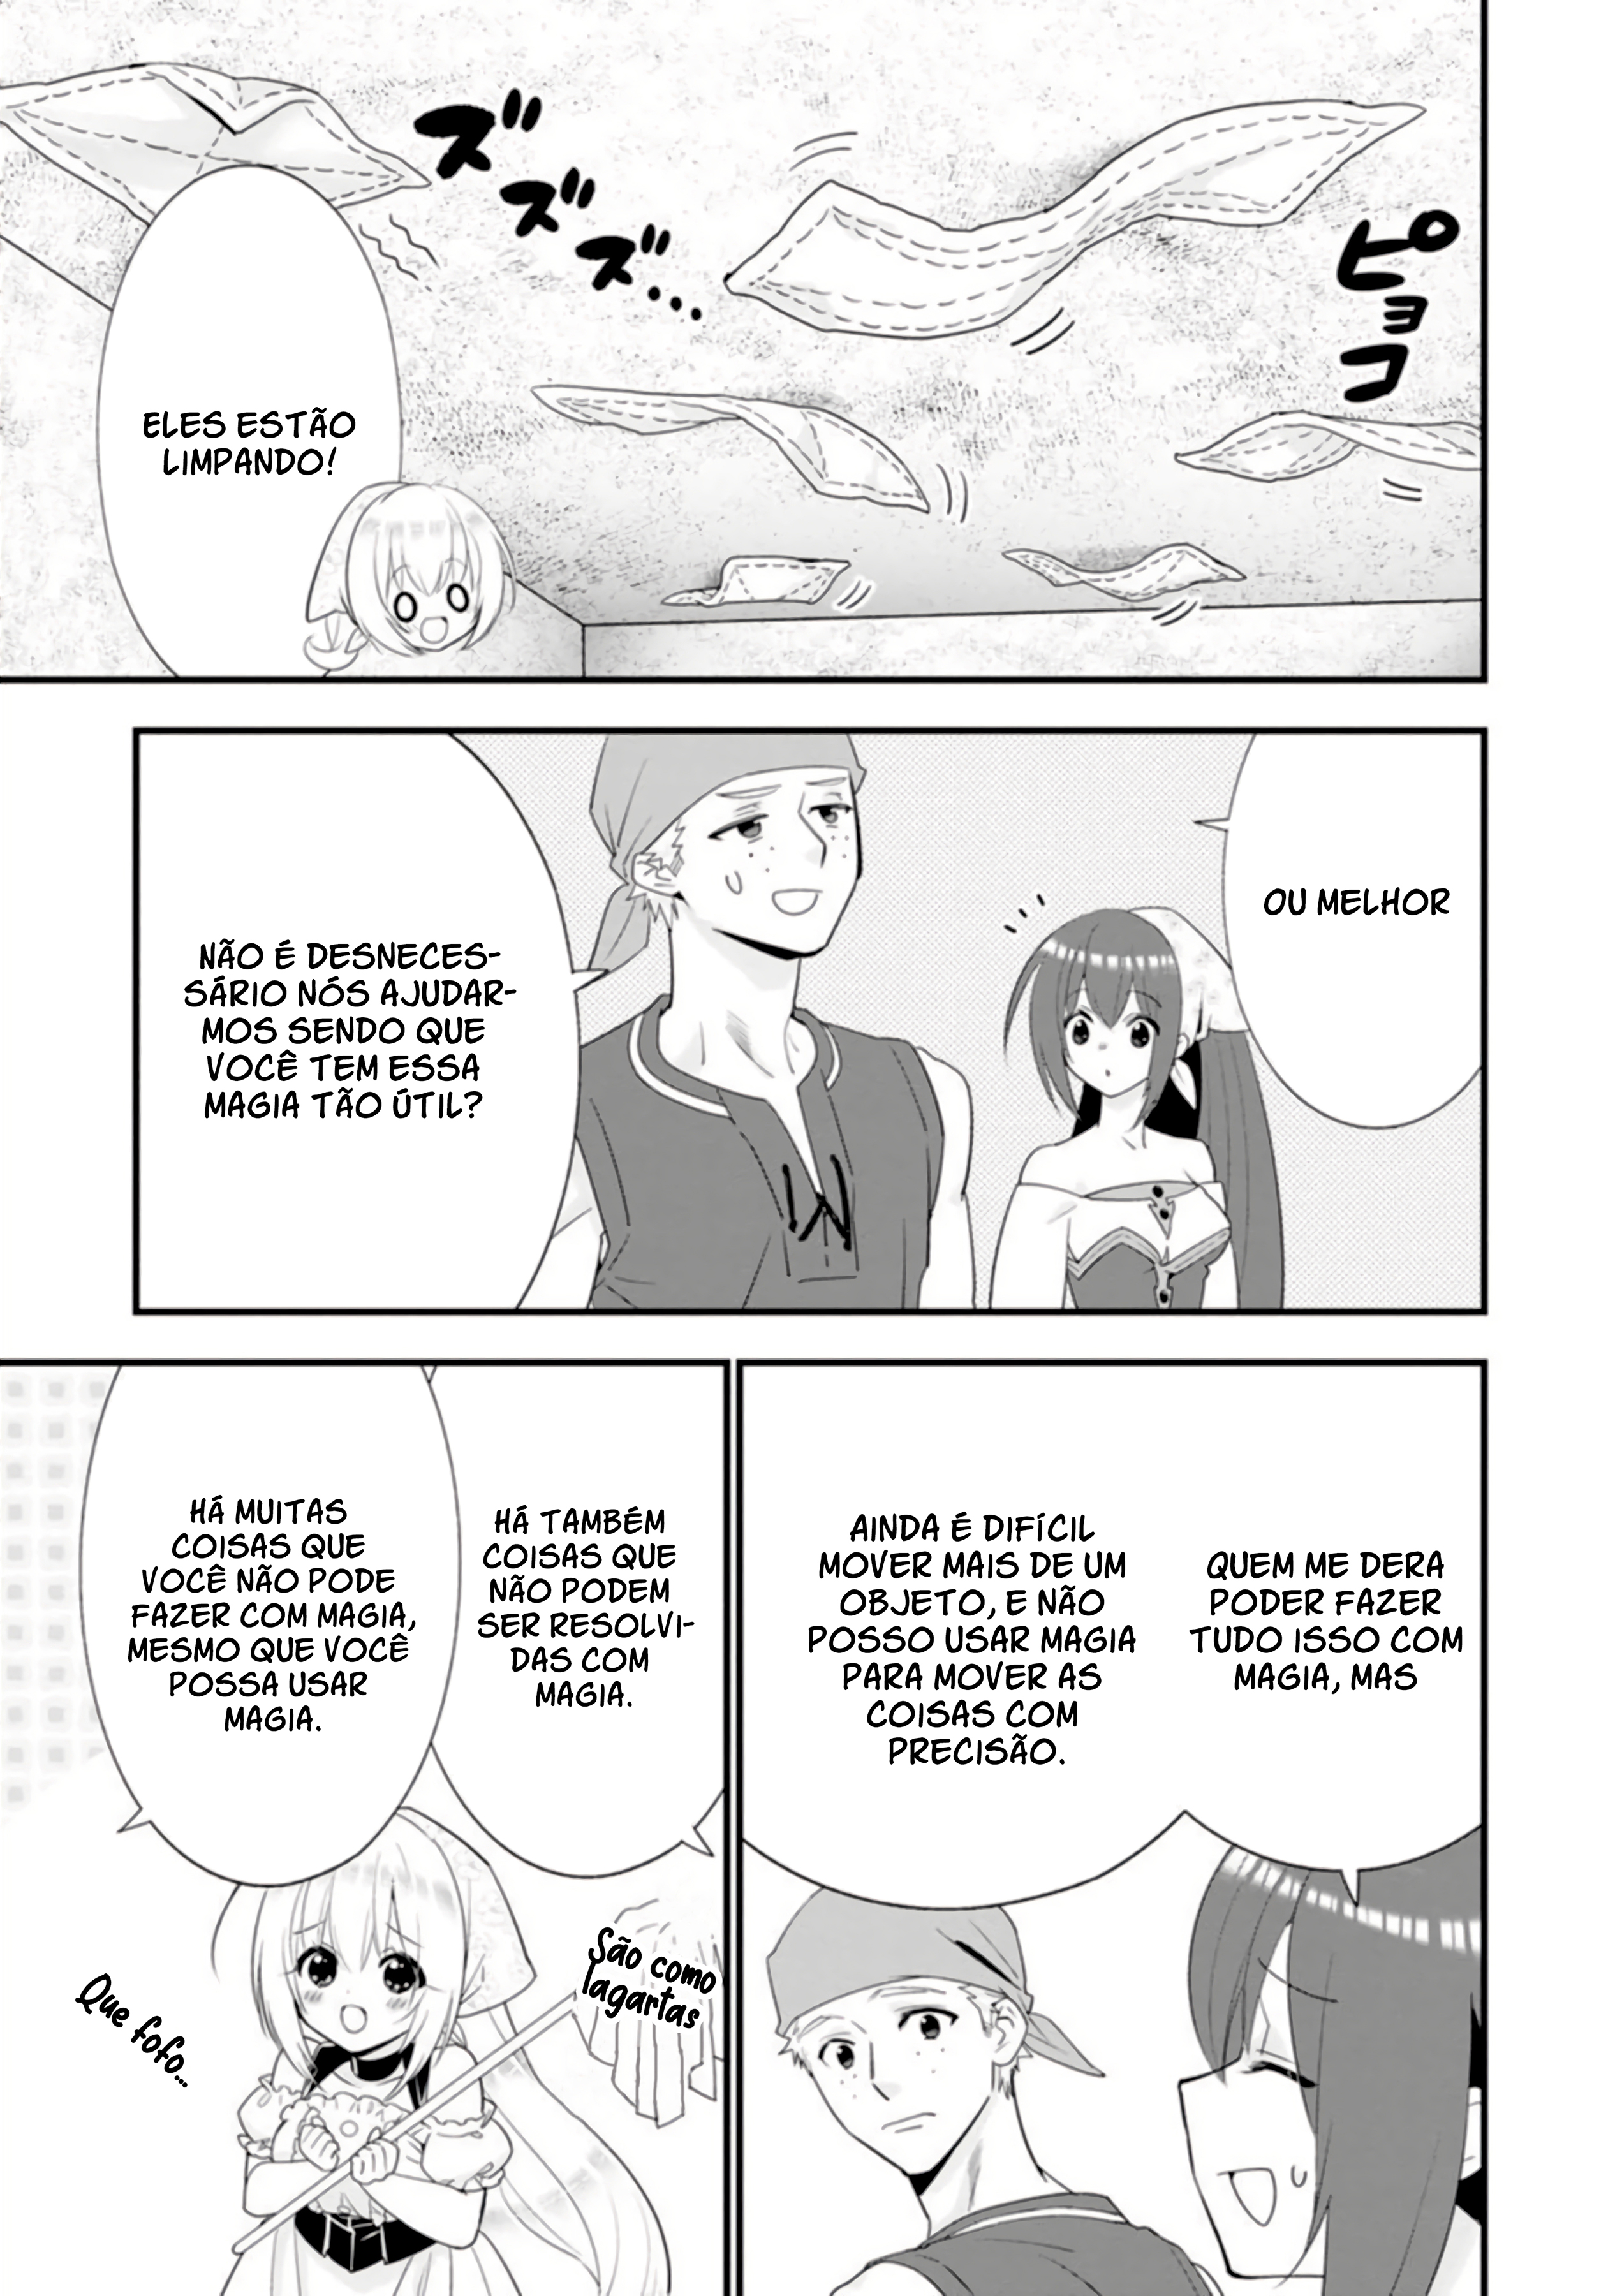 ピョコ
ズズズ...
ELES ESTÃO
LIMPANDO!
OU MELHOR
NÃO É DESNECES-
SÁRIO NÓS AJUDAR-
MOS SENDO QUE
VOCÊ TEM ESSA
MAGIA TÃO ÚTIL?
QUEM ME DERA
PODER FAZER
TUDO ISSO COM
MAGIA, MAS
AINDA É DIFÍCIL
MOVER MAIS DE UM
OBJETO, E NÃO
POSSO USAR MAGIA
PARA MOVER AS
COISAS COM
PRECISÃO.
HÁ TAMBÉM
COISAS QUE
NÃO PODEM
SER RESOLVI-
DAS COM
MAGIA.
HÁ MUITAS
COISAS QUE
VOCÊ NÃO PODE
FAZER COM MAGIA,
MESMO QUE VOCÊ
POSSA USAR
MAGIA.
São como
lagartas
Que fofo...